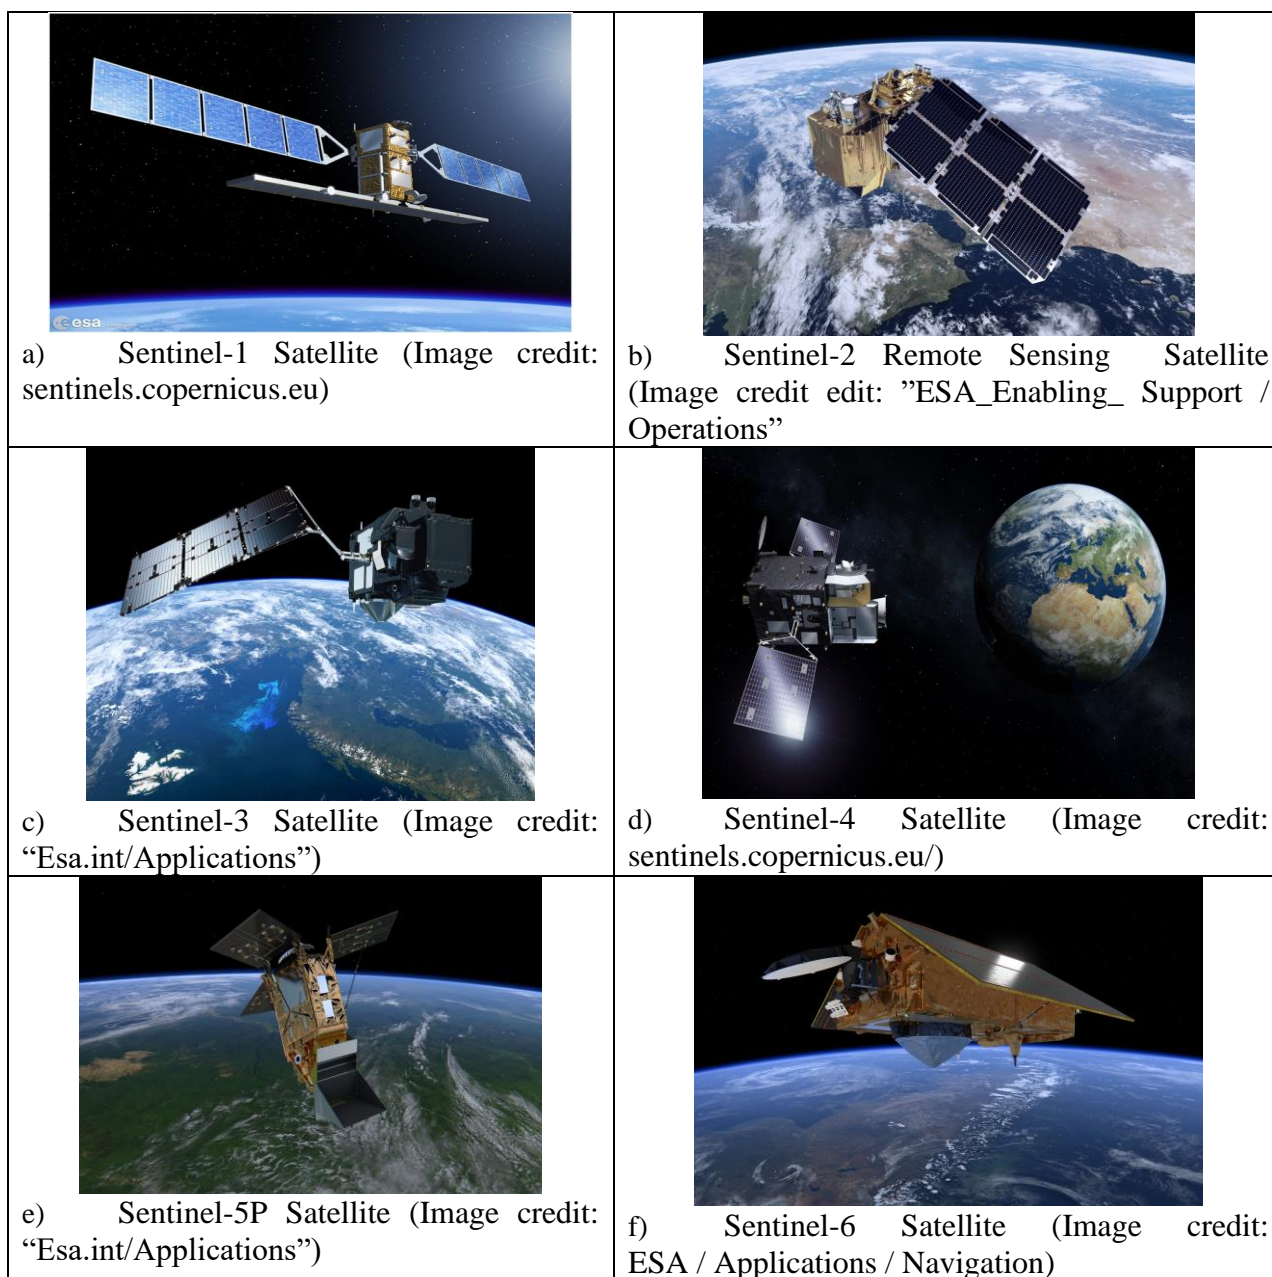 esa
a) Sentinel-1 Satellite (Image credit:
sentinels.copernicus.eu)
b) Sentinel-2 Remote Sensing Satellite
(Image credit edit: ”ESA_Enabling_ Support /
Operations”
c) Sentinel-3 Satellite (Image credit:
“Esa.int/Applications”)
d) Sentinel-4 Satellite (Image credit:
sentinels.copernicus.eu/)
e) Sentinel-5P Satellite (Image credit:
“Esa.int/Applications”)
f) Sentinel-6 Satellite (Image credit:
ESA / Applications / Navigation)